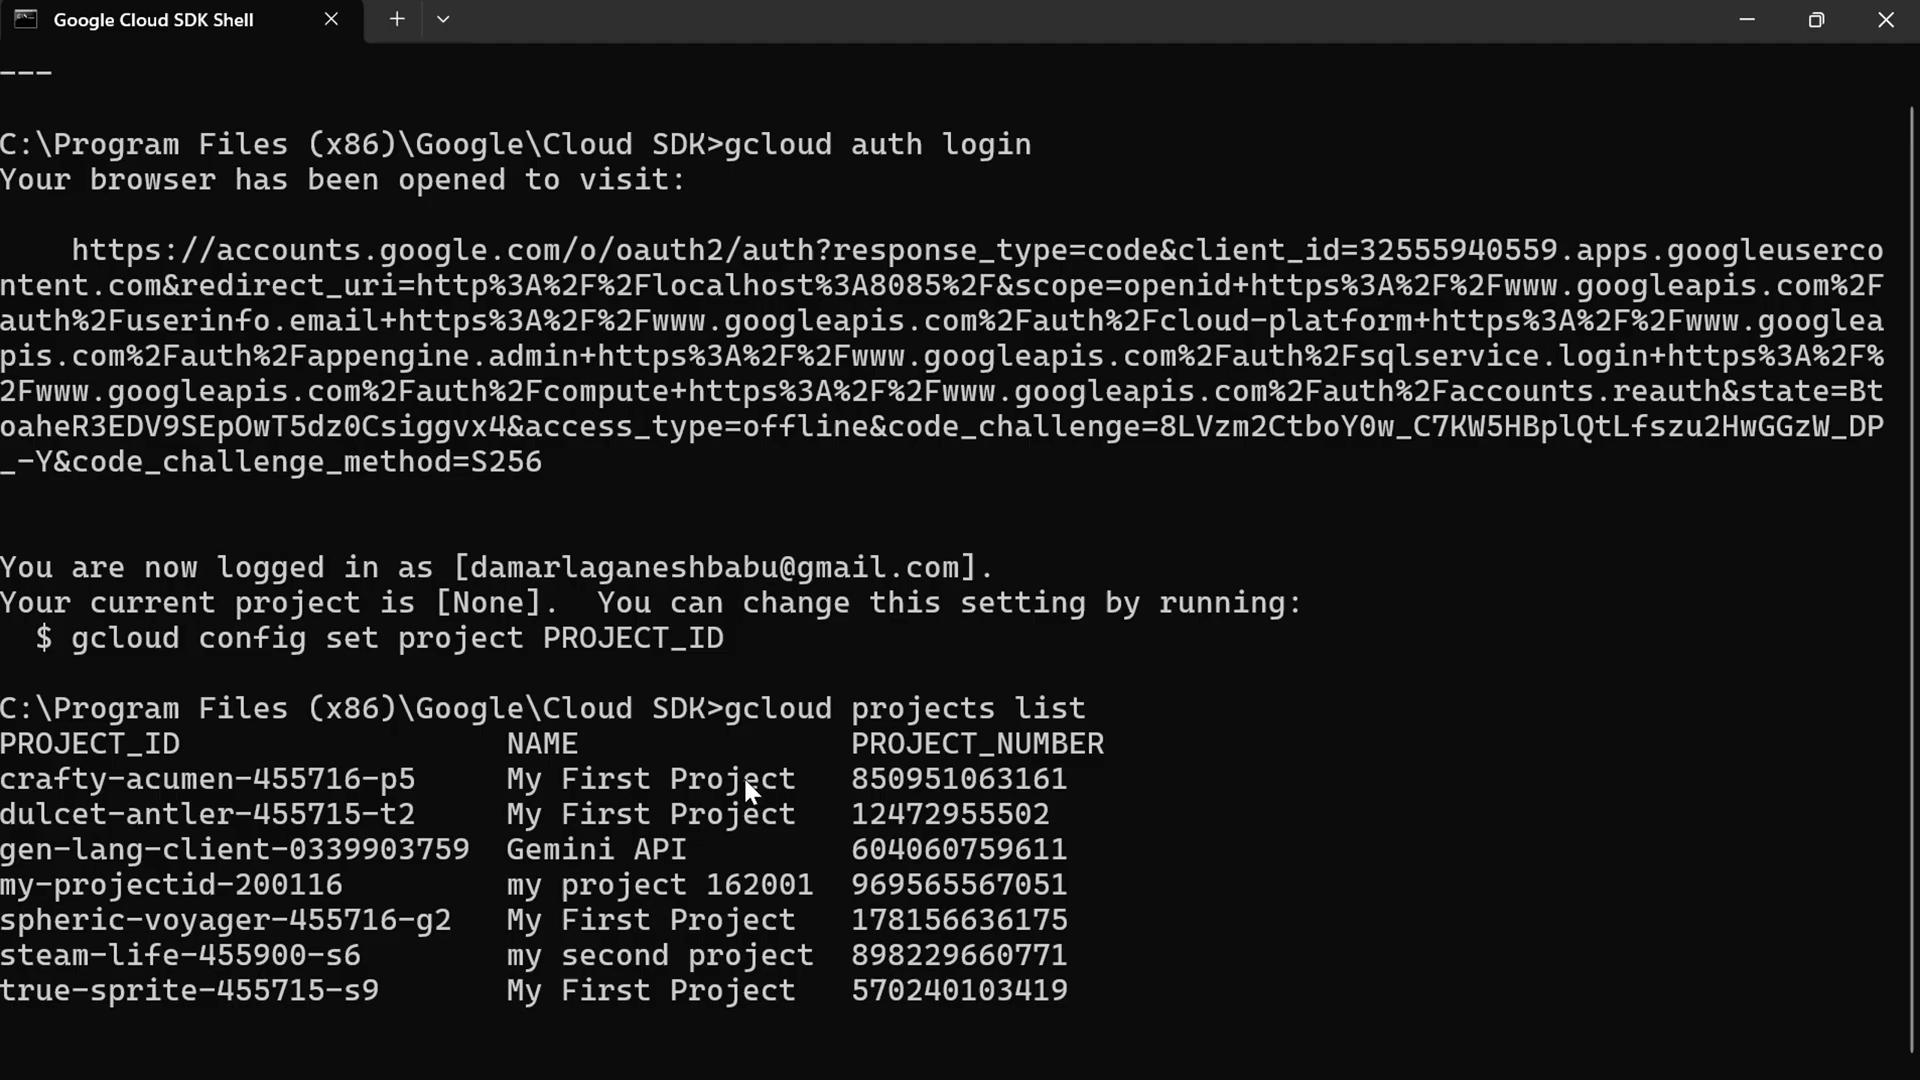 Google Cloud SDK Shell
---
C:\Program Files (x86)\Google\Cloud SDK>gcloud auth login
Your browser has been opened to visit:
https://accounts.google.com/o/oauth2/auth?response_type=code&client_id=32555940559.apps.googleuserco
ntent.com&redirect_uri=http%3A%2F%2Flocalhost%3A8085%2F&scope=openid+https%3A%2F%2Fwww.googleapis.com%2F
auth%2Fuserinfo.email+https%3A%2F%2Fwww.googleapis.com%2Fauth%2Fcloud-platform+https%3A%2F%2Fwww.googlea
pis.com%2Fauth%2Fappengine.admin+https%3A%2F%2Fwww.googleapis.com%2Fauth%2Fsqlservice.login+https%3A%2F%
2Fwww.googleapis.com%2Fauth%2Fcompute+https%3A%2F%2Fwww.googleapis.com%2Fauth%2Faccounts.reauth&state=Bt
oaheR3EDV9SEpOwT5dz0Csiggvx4&access_type=offline&code_challenge=8LVzm2CtboY0w_C7KW5HBplQtLfszu2HwGGzW_DP
_-Y&code_challenge_method=S256
You are now logged in as [damarlaganeshbabu@gmail.com].
Your current project is [None].  You can change this setting by running:
$ gcloud config set project PROJECT_ID
C:\Program Files (x86)\Google\Cloud SDK>gcloud projects list
PROJECT_ID NAME PROJECT_NUMBER
crafty-acumen-455716-p5 My First Project 850951063161
dulcet-antler-455715-t2 My First Project 12472955502
gen-lang-client-0339903759 Gemini API 604060759611
my-projectid-200116 my project 162001 969565567051
spheric-voyager-455716-g2 My First Project 178156636175
steam-life-455900-s6 my second project 898229660771
true-sprite-455715-s9 My First Project 570240103419